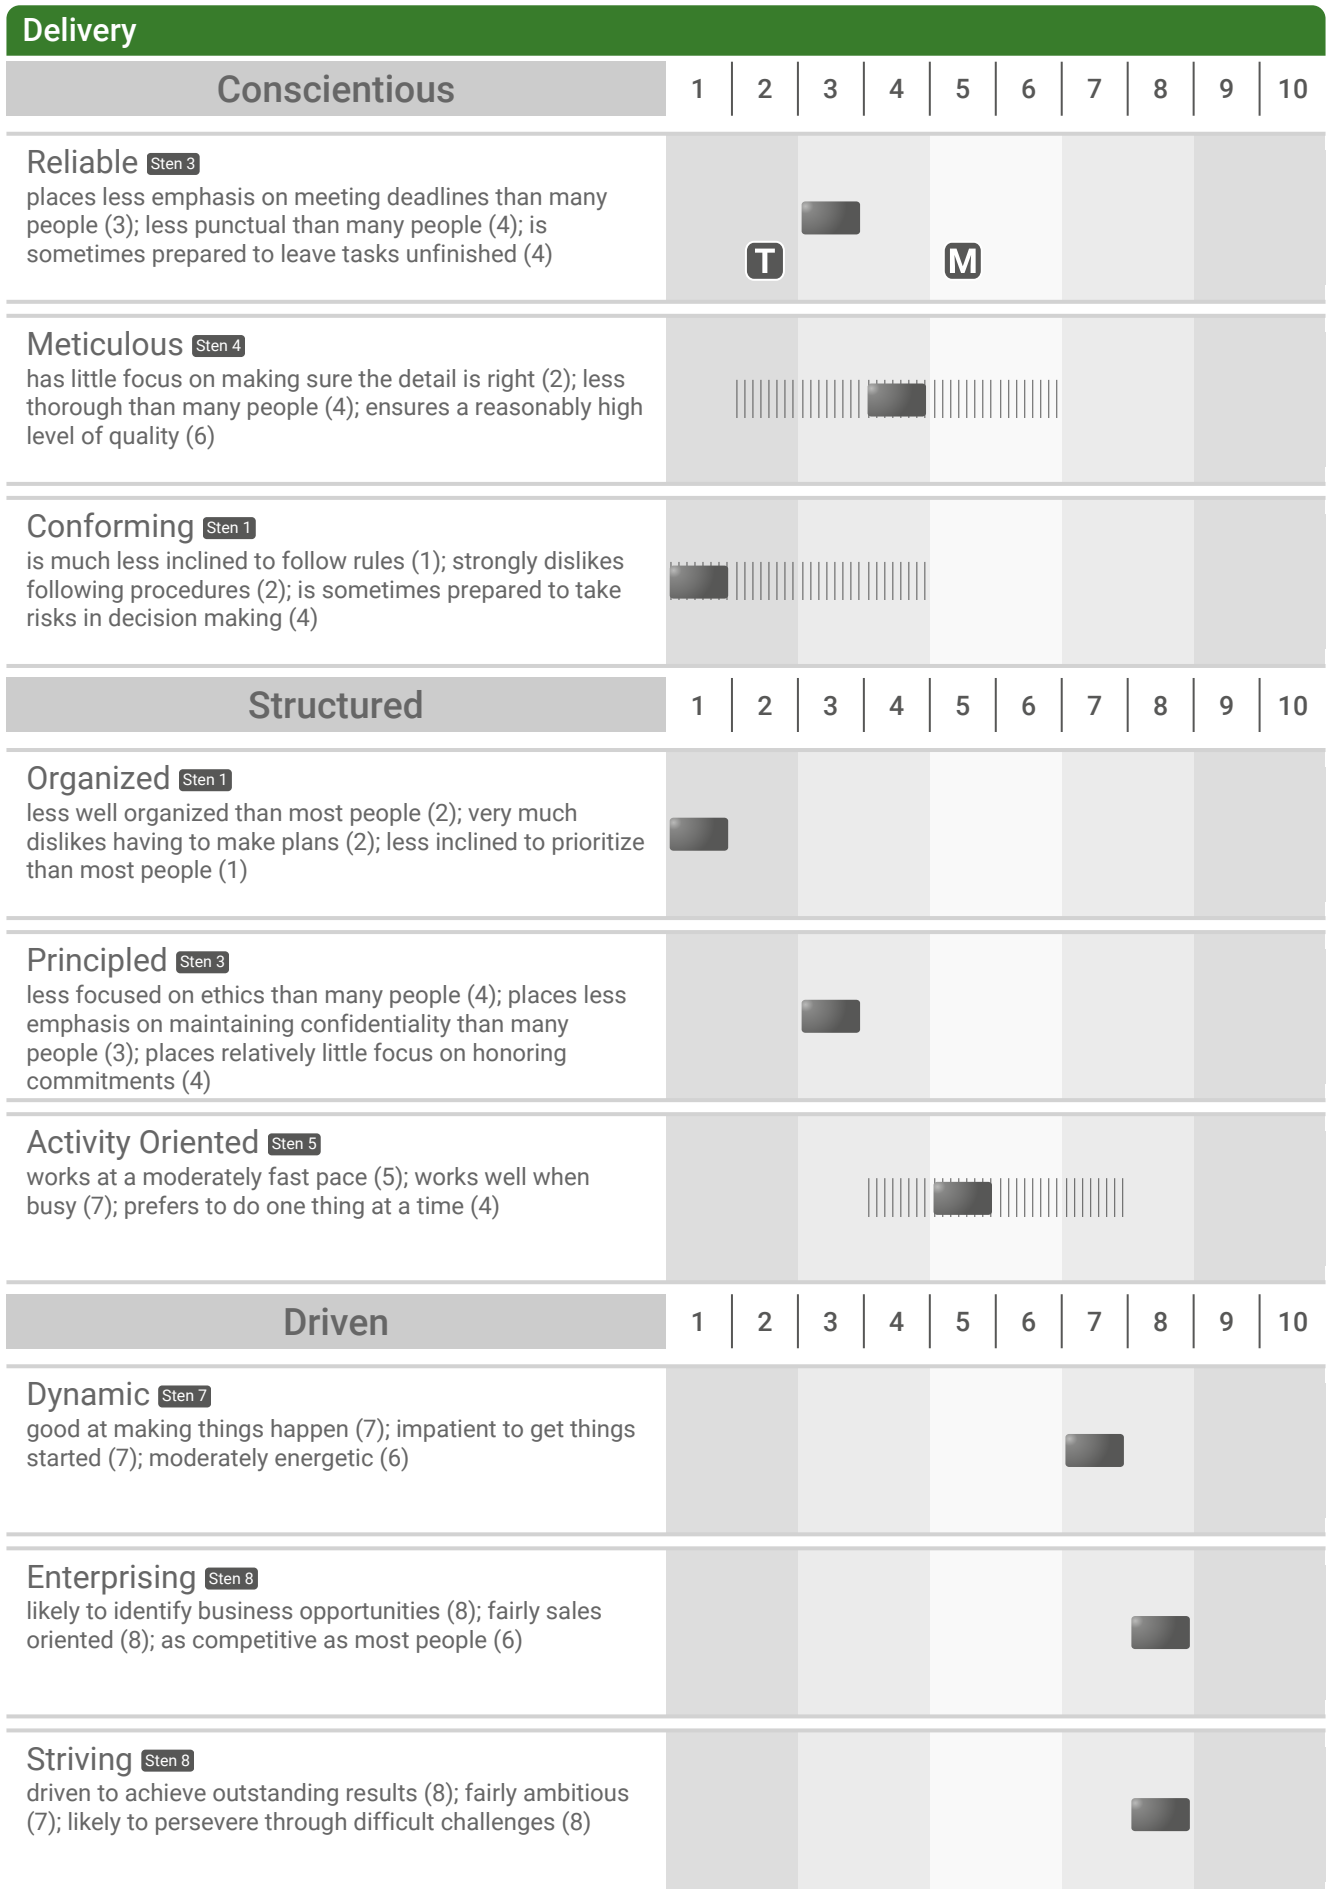 Delivery
Conscientious 1 2 3 4 5 6 7 8 9 10
Reliable Sten 3
places less emphasis on meeting deadlines than many
people (3); less punctual than many people (4); is
sometimes prepared to leave tasks unfinished (4)
T M
Meticulous Sten 4
has little focus on making sure the detail is right (2); less
thorough than many people (4); ensures a reasonably high
level of quality (6)
Conforming Sten 1
is much less inclined to follow rules (1); strongly dislikes
following procedures (2); is sometimes prepared to take
risks in decision making (4)
Structured 1 2 3 4 5 6 7 8 9 10
Organized Sten 1
less well organized than most people (2); very much
dislikes having to make plans (2); less inclined to prioritize
than most people (1)
Principled Sten 3
less focused on ethics than many people (4); places less
emphasis on maintaining confidentiality than many
people (3); places relatively little focus on honoring
commitments (4)
Activity Oriented Sten 5
works at a moderately fast pace (5); works well when
busy (7); prefers to do one thing at a time (4)
Driven 1 2 3 4 5 6 7 8 9 10
Dynamic Sten 7
good at making things happen (7); impatient to get things
started (7); moderately energetic (6)
Enterprising Sten 8
likely to identify business opportunities (8); fairly sales
oriented (8); as competitive as most people (6)
Striving Sten 8
driven to achieve outstanding results (8); fairly ambitious
(7); likely to persevere through difficult challenges (8)